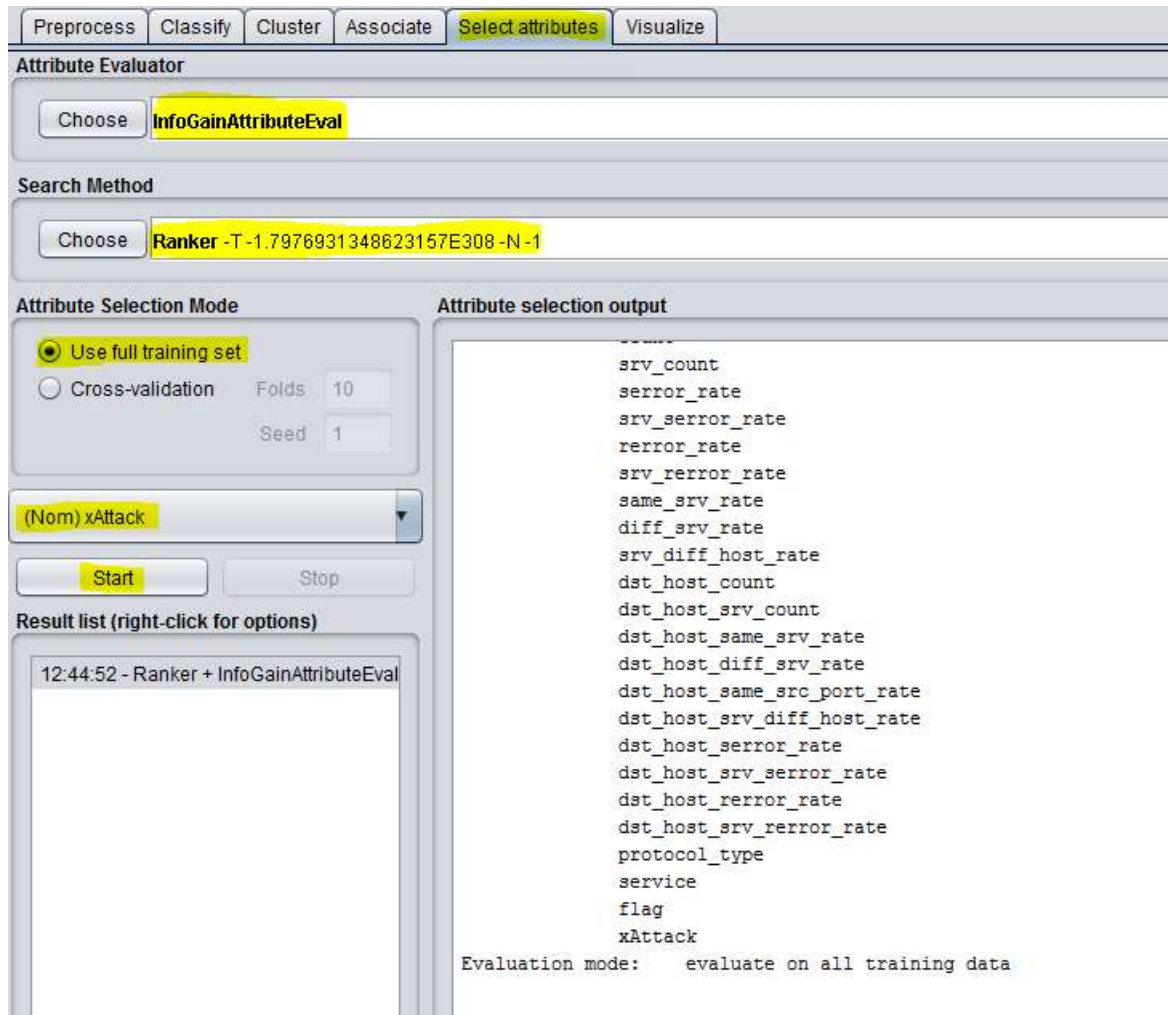 Preprocess Classify Cluster Associate Select attributes Visualize
Attribute Evaluator
Choose InfoGainAttributeEval
Search Method
Choose Ranker -T -1.7976931348623157E308 -N -1
Attribute Selection Mode
Use full training set
Cross-validation Folds 10
Seed 1
(Nom) xAttack
Start Stop
Result list (right-click for options)
12:44:52 - Ranker + InfoGainAttributeEval
Attribute selection output
srv_count
serror_rate
srv_serror_rate
rerror_rate
srv_rerror_rate
same_srv_rate
diff_srv_rate
srv_diff_host_rate
dst_host_count
dst_host_srv_count
dst_host_same_srv_rate
dst_host_diff_srv_rate
dst_host_same_src_port_rate
dst_host_srv_diff_host_rate
dst_host_serror_rate
dst_host_srv_serror_rate
dst_host_rerror_rate
dst_host_srv_rerror_rate
protocol_type
service
flag
xAttack
Evaluation mode: evaluate on all training data